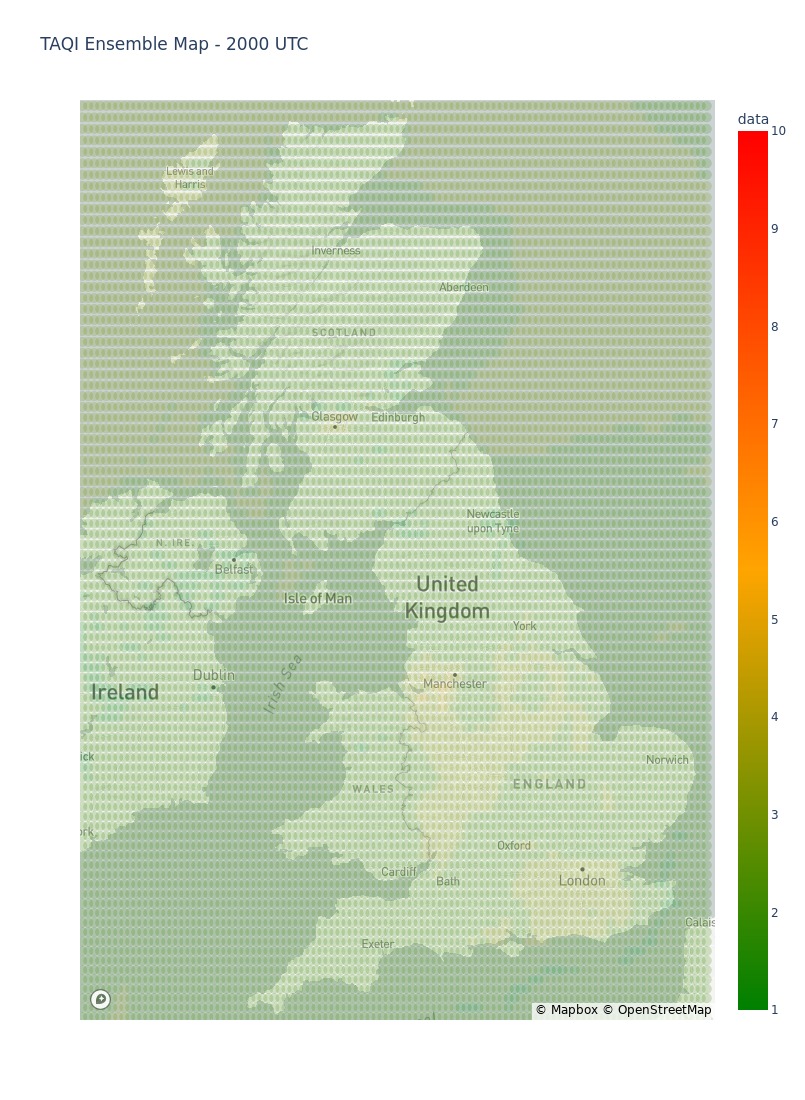 TAQI Ensemble Map - 2000 UTC
data
10
9
8
7
6
5
4
3
2
1
Lewis and
Harris
Inverness
Aberdeen
SCOTLAND
Glasgow
Edinburgh
Newcastle
upon Tyne
N. IRE.
Belfast
Isle of Man
United
Kingdom
York
Dublin
Manchester
Ireland
Irish Sea
Norwich
ick
ENGLAND
WALES
rk
Oxford
Cardiff
Bath
London
Calais
Exeter
© Mapbox © OpenStreetMap